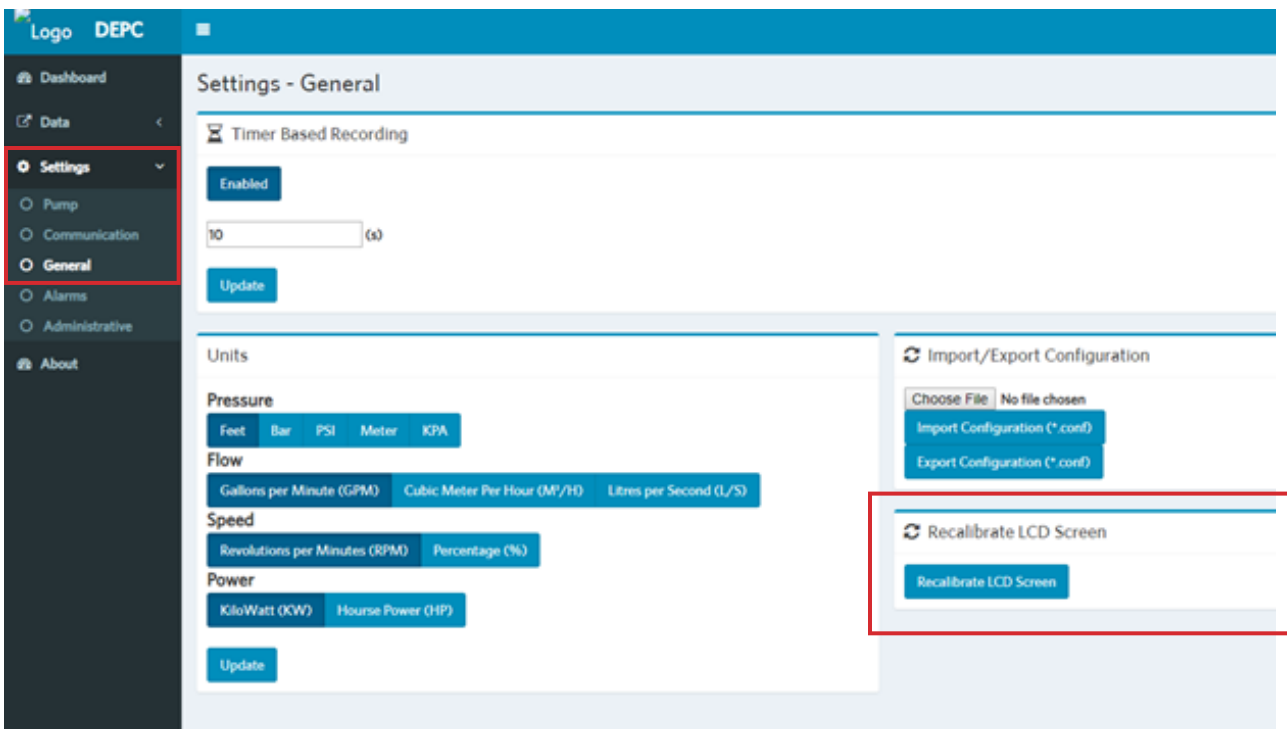 Logo DEPC
Dashboard
Data
Settings
Pump
Communication
General
Alarms
Administrative
About
Settings - General
Timer Based Recording
Enabled
10 (s)
Update
Units
Pressure
Feet Bar PSI Meter KPA
Flow
Gallons per Minute (GPM) Cubic Meter Per Hour (M³/H) Litres per Second (L/S)
Speed
Revolutions per Minutes (RPM) Percentage (%)
Power
KiloWatt (KW) Hourse Power (HP)
Update
Import/Export Configuration
Choose File No file chosen
Import Configuration (*.conf)
Export Configuration (*.conf)
Recalibrate LCD Screen
Recalibrate LCD Screen